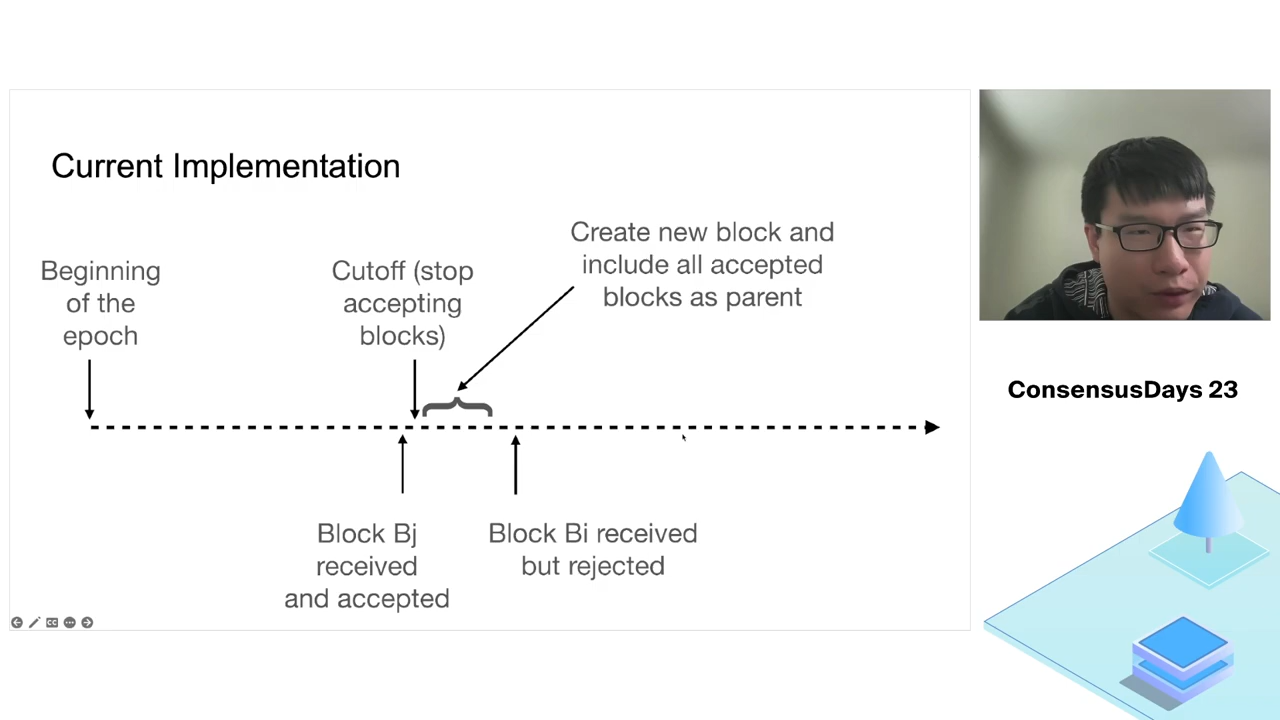 Current Implementation
Beginning
of the
epoch
Cutoff (stop
accepting
blocks)
Create new block and
include all accepted
blocks as parent
Block Bj
received
and accepted
Block Bi received
but rejected
ConsensusDays 23